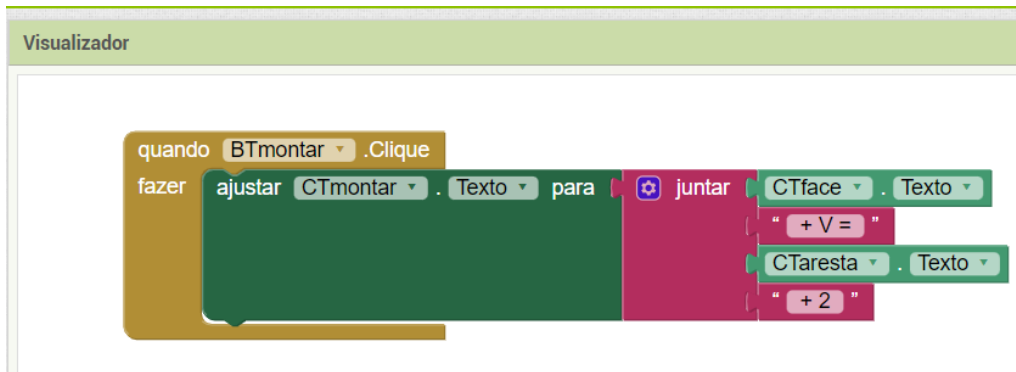 Visualizador
quando BTmontar .Clique
fazer ajustar CTmontar . Texto para juntar CTface . Texto
“ + V = ”
CTaresta . Texto
“ + 2 ”